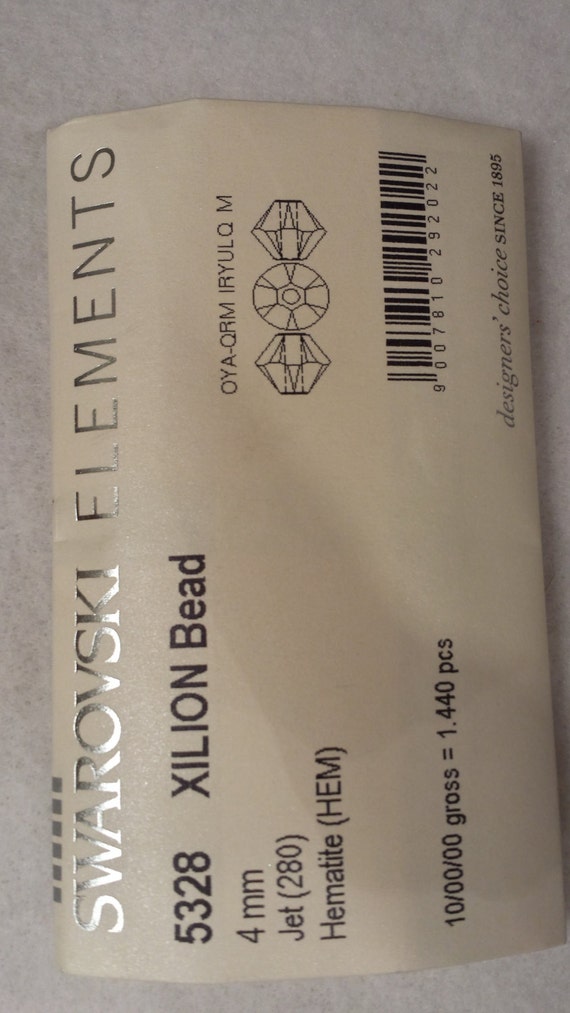 SWAROVSKI ELEMENTS
5328 XILION Bead
4 mm
Jet (280)
Hematite (HEM)
OYA-QRM IRYULQ M
10/00/00 gross = 1.440 pcs
9 007810 292022
designers' choice SINCE 1895